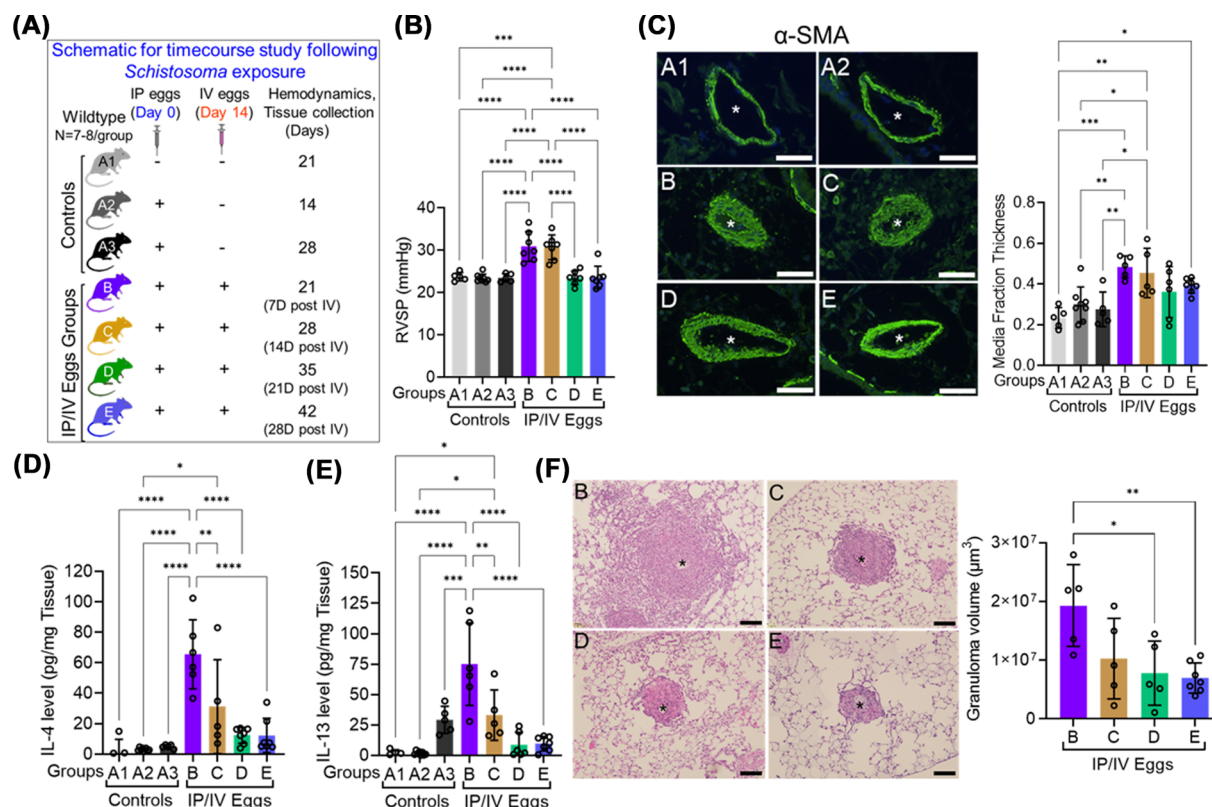 (A)
Schematic for timecourse study following
Schistosoma exposure
IP eggs IV eggs Hemodynamics,
Wildtype (Day 0) (Day 14) Tissue collection
N=7-8/group (Days)
Controls
A1 - - 21
A2 + - 14
A3 + - 28
IP/IV Eggs Groups
B + + 21
(7D post IV)
C + + 28
(14D post IV)
D + + 35
(21D post IV)
E + + 42
(28D post IV)
(B)
***
****
**** ****
**** ****
**** ****
**** ****
RVSP (mmHg)
40
30
20
10
0
Groups A1 A2 A3 B C D E
Controls IP/IV Eggs
(C)
α-SMA
A1 A2
* *
B C
* *
D E
* *
*
**
*
***
*
**
**
Media Fraction Thickness
0.8
0.6
0.4
0.2
0.0
Groups A1 A2 A3 B C D E
Controls IP/IV Eggs
(D)
*
**** ****
**** **
**** ****
IL-4 level (pg/mg Tissue)
140
120
100
80
60
40
20
0
Groups A1 A2 A3 B C D E
Controls IP/IV Eggs
(E)
*
*
**** ****
**** **
*** ****
IL-13 level (pg/mg Tissue)
150
125
100
75
50
25
0
Groups A1 A2 A3 B C D E
Controls IP/IV Eggs
(F)
B C
* *
D E
* *
**
*
Granuloma volume (μm³)
3×10⁷
2×10⁷
1×10⁷
0
B C D E
IP/IV Eggs